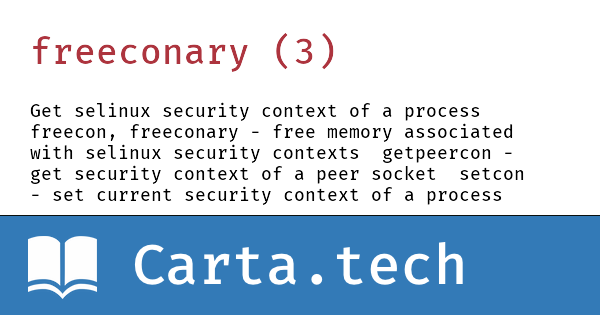 freeconary (3)
Get selinux security context of a process
freecon, freeconary - free memory associated
with selinux security contexts  getpeercon -
get security context of a peer socket  setcon
- set current security context of a process
Carta.tech